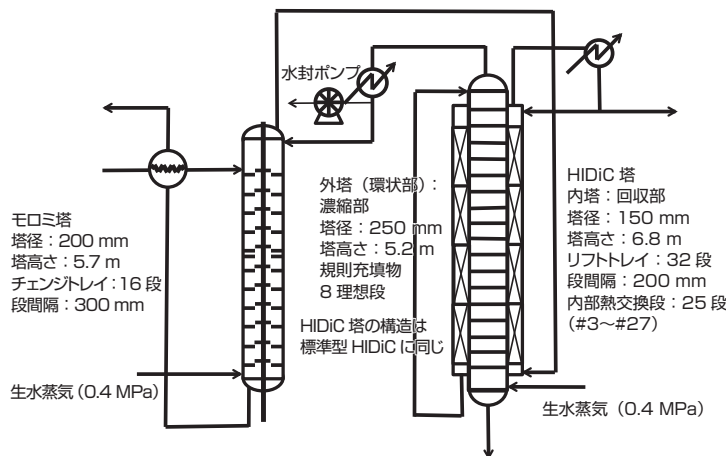 水封ポンプ
モロミ塔
塔径：200 mm
塔高さ：5.7 m
チェンジトレイ：16 段
段間隔：300 mm
生水蒸気 (0.4 MPa)
外塔（環状部）：
濃縮部
塔径：250 mm
塔高さ：5.2 m
規則充填物
8 理想段
HIDiC 塔の構造は
標準型 HIDiC に同じ
HIDiC 塔
内塔：回収部
塔径：150 mm
塔高さ：6.8 m
リフトトレイ：32 段
段間隔：200 mm
内部熱交換段：25 段
(#3〜#27)
生水蒸気（0.4 MPa）